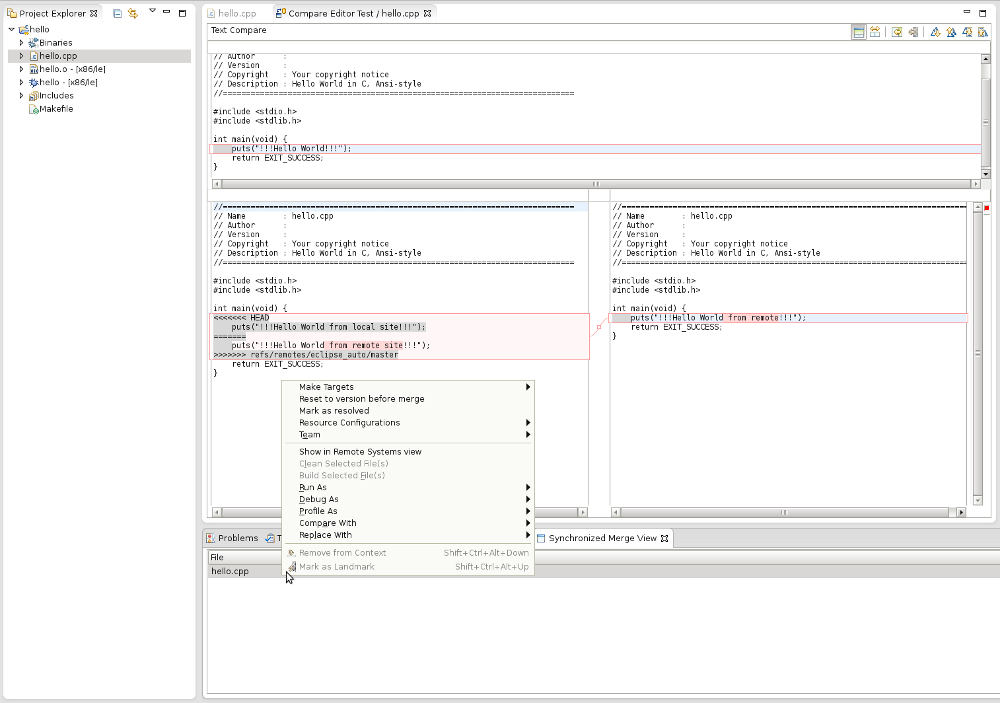 Project Explorer
hello
Binaries
hello.cpp
hello.o - [x86/le]
hello - [x86/le]
Includes
Makefile
hello.cpp
Compare Editor Test / hello.cpp
Text Compare
// Author      :
// Version     :
// Copyright   : Your copyright notice
// Description : Hello World in C, Ansi-style
//============================================================================
#include <stdio.h>
#include <stdlib.h>
int main(void) {
    puts("!!!Hello World!!!");
    return EXIT_SUCCESS;
}
//============================================================================
// Name        : hello.cpp
// Author      :
// Version     :
// Copyright   : Your copyright notice
// Description : Hello World in C, Ansi-style
//============================================================================
#include <stdio.h>
#include <stdlib.h>
int main(void) {
<<<<<<< HEAD
    puts("!!!Hello World from local site!!!");
=======
    puts("!!!Hello World from remote site!!!");
>>>>>>> refs/remotes/eclipse_auto/master
    return EXIT_SUCCESS;
}
//============================================================================
// Name        : hello.cpp
// Author      :
// Version     :
// Copyright   : Your copyright notice
// Description : Hello World in C, Ansi-style
//============================================================================
#include <stdio.h>
#include <stdlib.h>
int main(void) {
    puts("!!!Hello World from remote!!!");
    return EXIT_SUCCESS;
}
Make Targets
Reset to version before merge
Mark as resolved
Resource Configurations
Team
Show in Remote Systems view
Clean Selected File(s)
Build Selected File(s)
Run As
Debug As
Profile As
Compare With
Replace With
Remove from Context Shift+Ctrl+Alt+Down
Mark as Landmark Shift+Ctrl+Alt+Up
Problems
Synchronized Merge View
File
hello.cpp